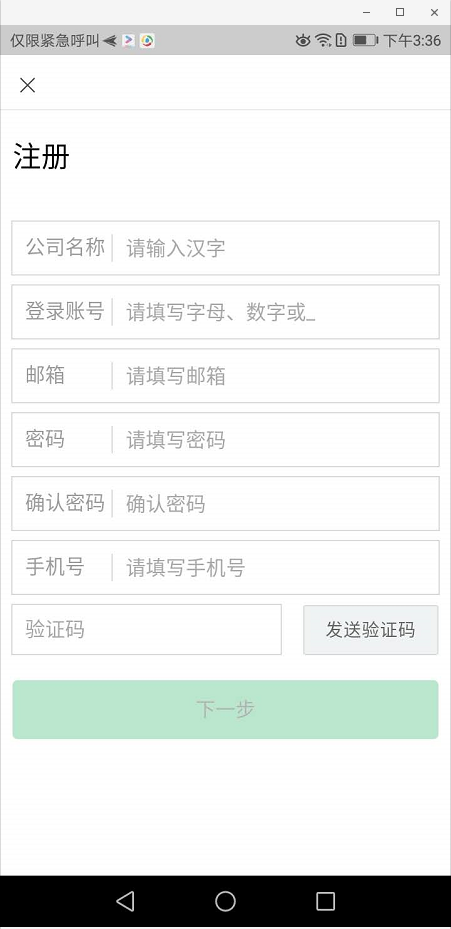 仅限紧急呼叫
下午3:36
注册
公司名称 请输入汉字
登录账号 请填写字母、数字或_
邮箱 请填写邮箱
密码 请填写密码
确认密码 确认密码
手机号 请填写手机号
验证码 发送验证码
下一步